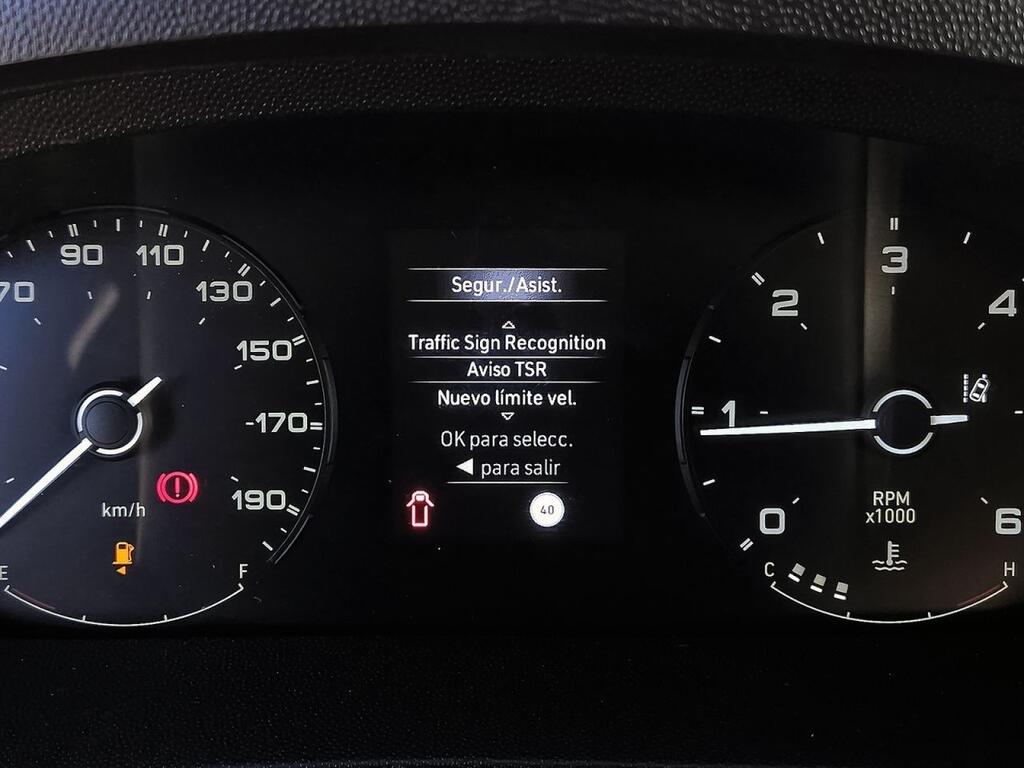 70
90
110
130
150
170
190
km/h
E
F
Segur./Asist.
Traffic Sign Recognition
Aviso TSR
Nuevo límite vel.
OK para selecc.
◀ para salir
40
0
1
2
3
4
6
RPM
x1000
C
H